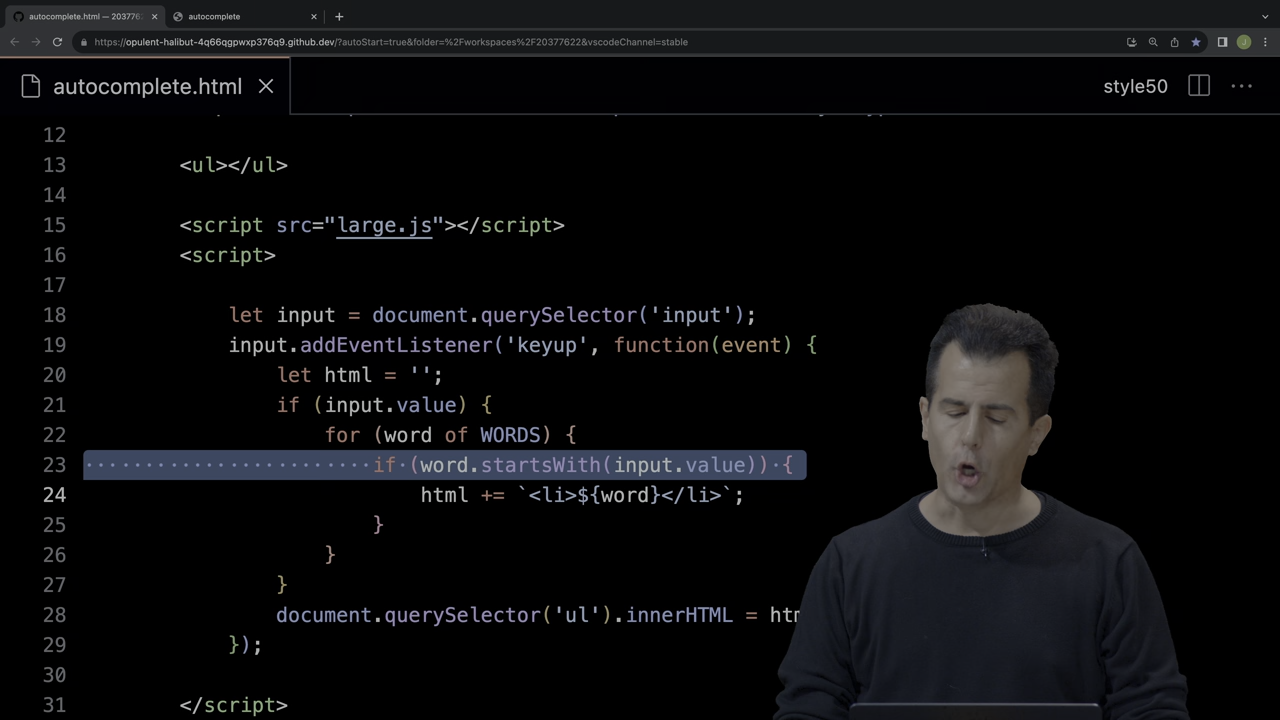 autocomplete.html — 203776
autocomplete
https://opulent-halibut-4q66qgpwxp376q9.github.dev/?autoStart=true&folder=%2Fworkspaces%2F20377622&vscodeChannel=stable
J
autocomplete.html
style50
12
13 <ul></ul>
14
15 <script src="large.js"></script>
16 <script>
17
18 let input = document.querySelector('input');
19 input.addEventListener('keyup', function(event) {
20 let html = '';
21 if (input.value) {
22 for (word of WORDS) {
23 if (word.startsWith(input.value)) {
24 html += `<li>${word}</li>`;
25 }
26 }
27 }
28 document.querySelector('ul').innerHTML = htm
29 });
30
31 </script>